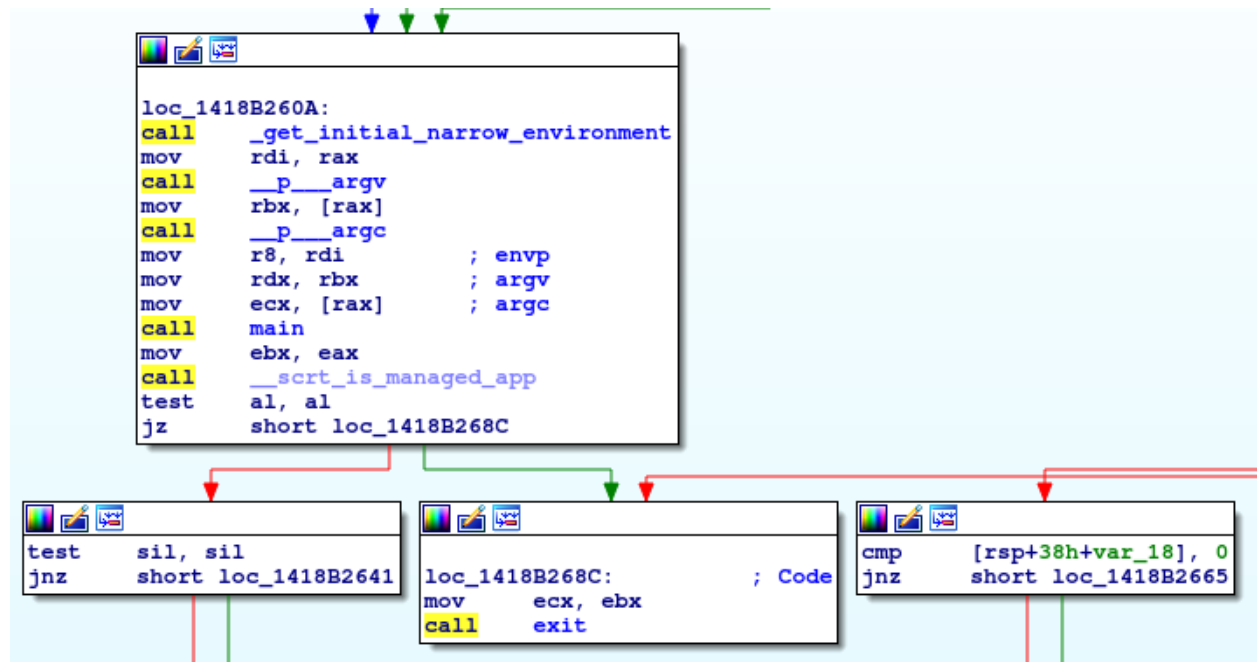 loc_1418B260A:
call _get_initial_narrow_environment
mov rdi, rax
call __p___argv
mov rbx, [rax]
call __p___argc
mov r8, rdi ; envp
mov rdx, rbx ; argv
mov ecx, [rax] ; argc
call main
mov ebx, eax
call __scrt_is_managed_app
test al, al
jz short loc_1418B268C
test sil, sil
jnz short loc_1418B2641
loc_1418B268C: ; Code
mov ecx, ebx
call exit
cmp [rsp+38h+var_18], 0
jnz short loc_1418B2665